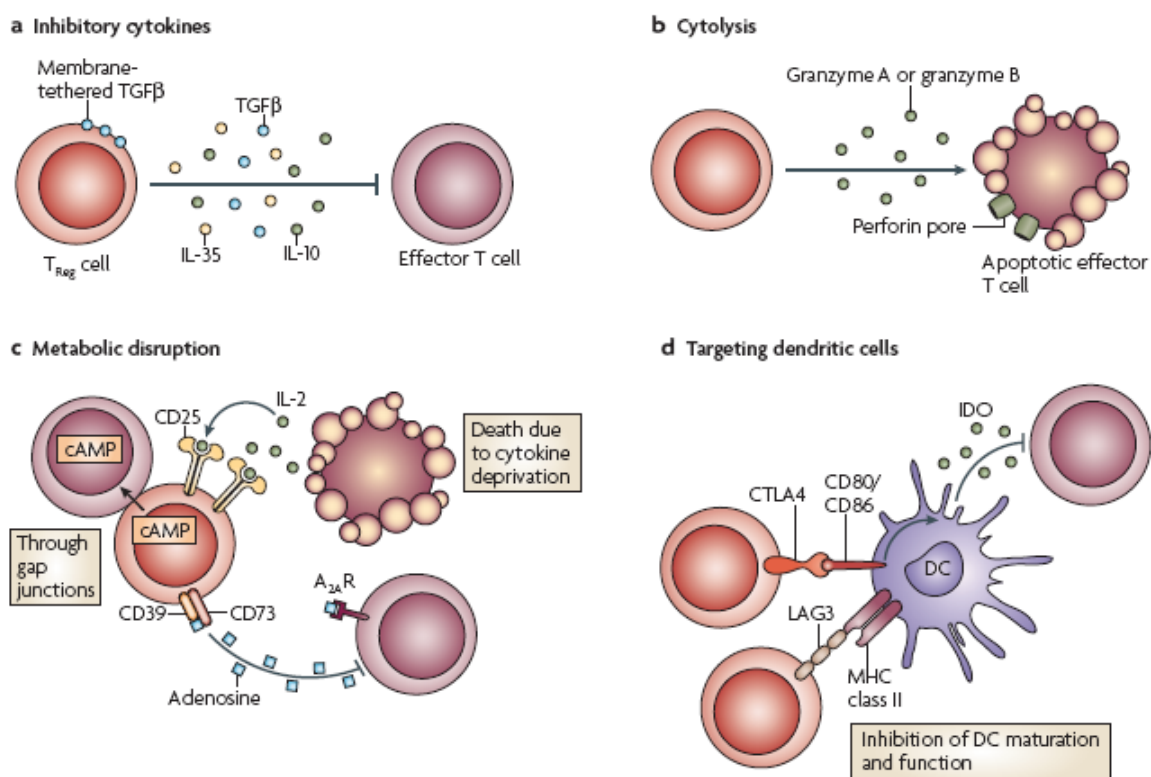 a Inhibitory cytokines
Membrane-
tethered TGFβ
TGFβ
IL-35
IL-10
T_Reg cell
Effector T cell
b Cytolysis
Granzyme A or granzyme B
Perforin pore
Apoptotic effector
T cell
c Metabolic disruption
IL-2
CD25
cAMP
Death due
to cytokine
deprivation
cAMP
Through
gap
junctions
CD39
CD73
A2AR
Adenosine
d Targeting dendritic cells
IDO
CTLA4
CD80/
CD86
DC
LAG3
MHC
class II
Inhibition of DC maturation
and function